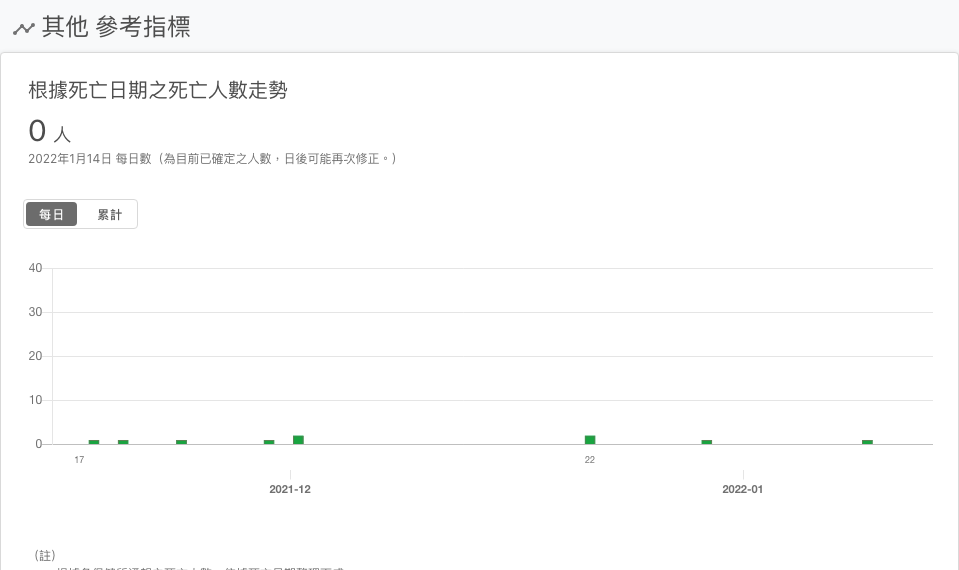 其他 參考指標
根據死亡日期之死亡人數走勢
0 人
2022年1月14日 每日數（為目前已確定之人數，日後可能再次修正。）
每日 累計
40
30
20
10
0
17 22
2021-12 2022-01
（註）